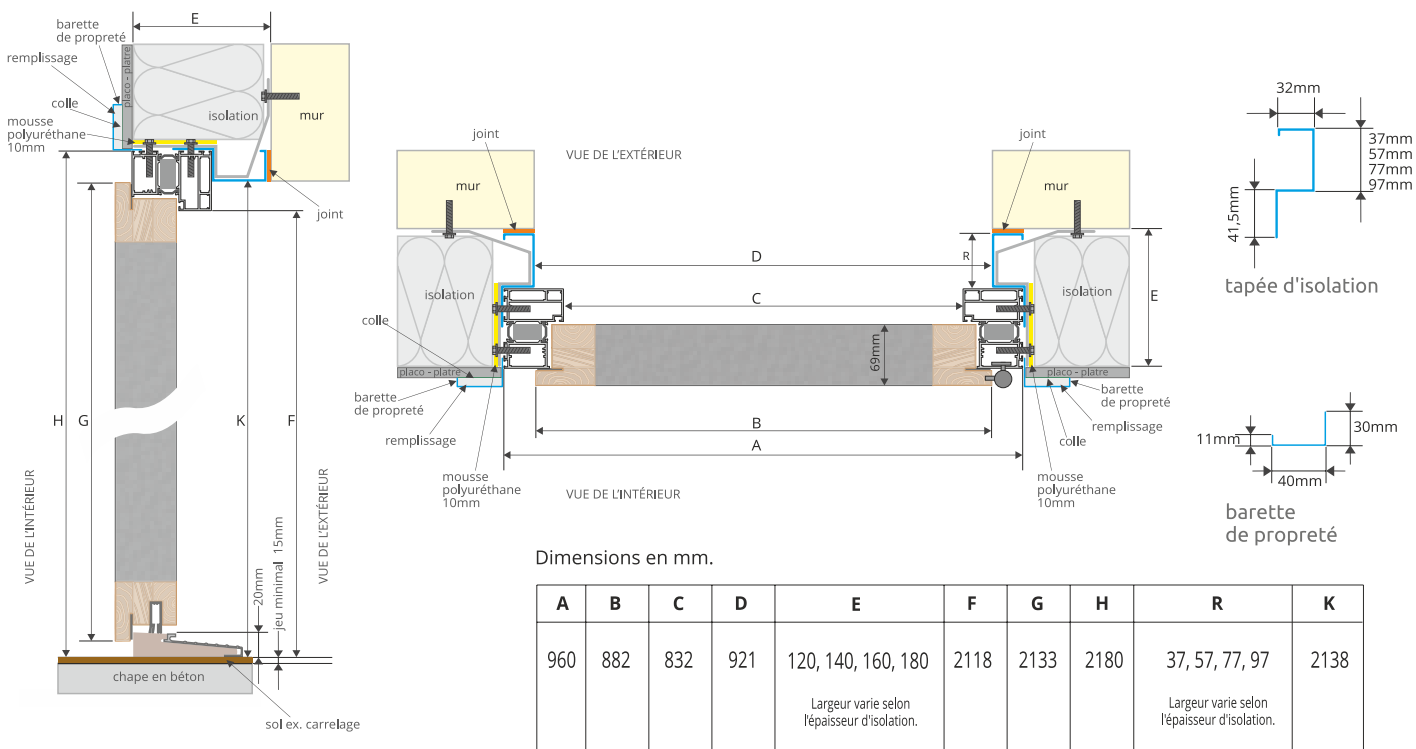 E
barette
de propreté
remplissage
colle
placo - platre
isolation
mur
mousse
polyuréthane
10mm
joint
H
G
K
F
VUE DE L'INTÉRIEUR
VUE DE L'EXTÉRIEUR
20mm
jeu minimal 15mm
chape en béton
sol ex. carrelage
VUE DE L'EXTÉRIEUR
joint
joint
mur
mur
R
D
C
E
isolation
isolation
colle
69mm
placo - platre
placo - platre
barette
de propreté
remplissage
barette
de propreté
remplissage
colle
B
A
mousse
polyuréthane
10mm
mousse
polyuréthane
10mm
VUE DE L'INTÉRIEUR
32mm
37mm
57mm
77mm
97mm
41,5mm
tapée d'isolation
11mm
30mm
40mm
barette
de propreté
Dimensions en mm.
A B C D E F G H R K
960 882 832 921 120, 140, 160, 180 2118 2133 2180 37, 57, 77, 97 2138
Largeur varie selon
l'épaisseur d'isolation.
Largeur varie selon
l'épaisseur d'isolation.